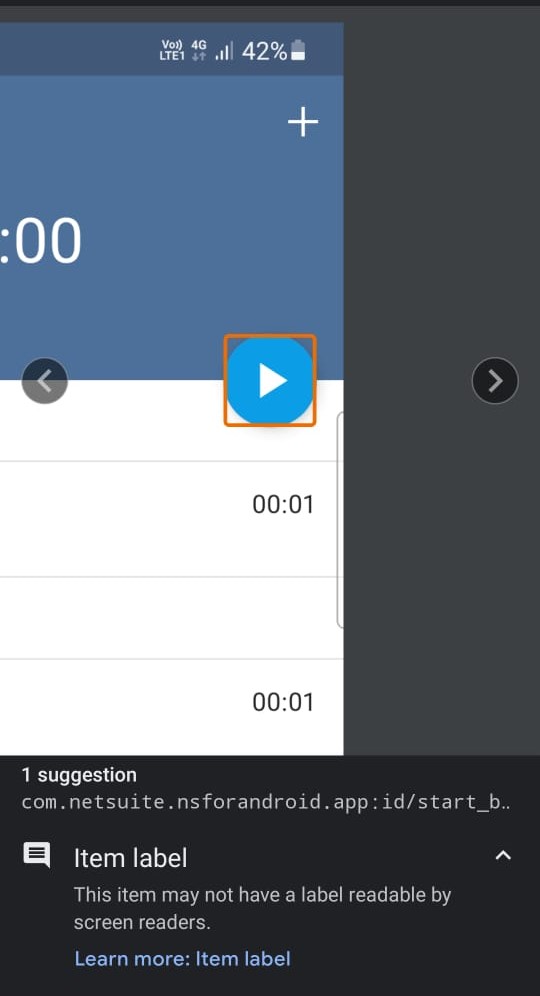 Vo)) 4G
LTE1 42%
:00
00:01
00:01
1 suggestion
com.netsuite.nsforandroid.app:id/start_b..
Item label
This item may not have a label readable by
screen readers.
Learn more: Item label